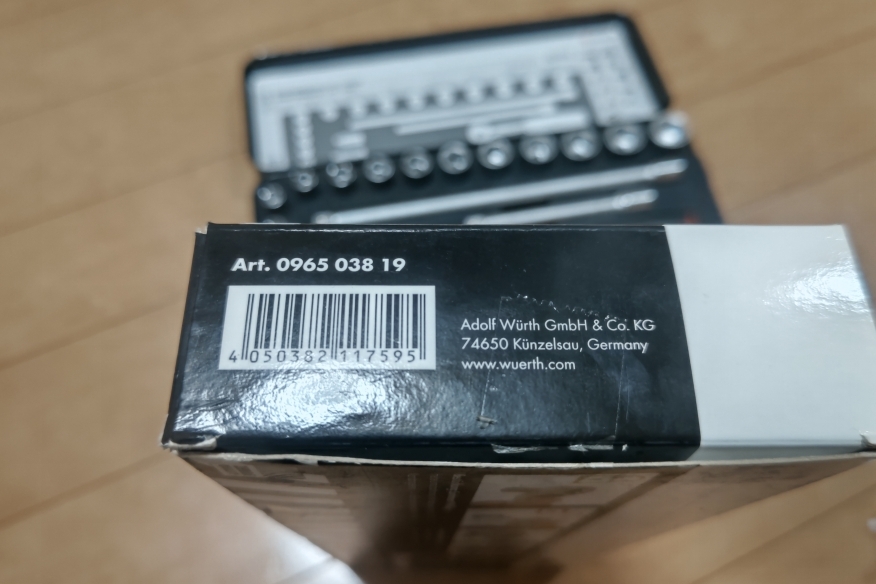 Art. 0965 038 19
4 050382 117595
Adolf Würth GmbH & Co. KG
74650 Künzelsau, Germany
www.wuerth.com